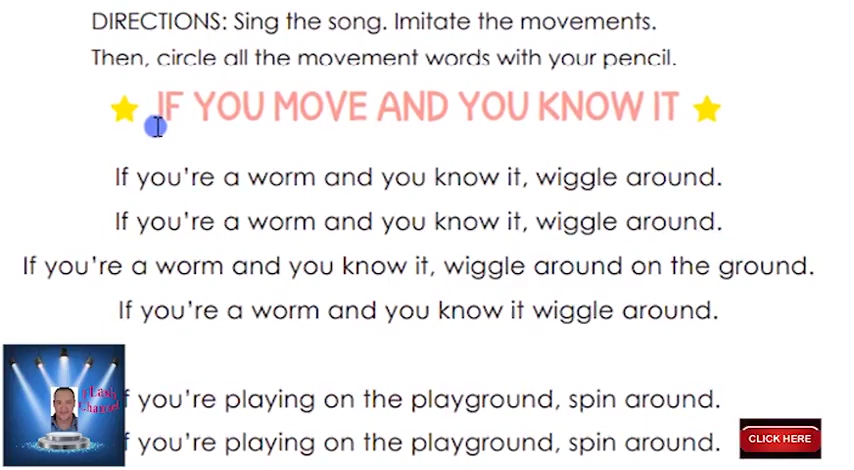 DIRECTIONS: Sing the song. Imitate the movements.
Then, circle all the movement words with your pencil.
IF YOU MOVE AND YOU KNOW IT
If you're a worm and you know it, wiggle around.
If you're a worm and you know it, wiggle around.
If you're a worm and you know it, wiggle around on the ground.
If you're a worm and you know it wiggle around.
f you're playing on the playground, spin around.
f you're playing on the playground, spin around.
Channel
CLICK HERE